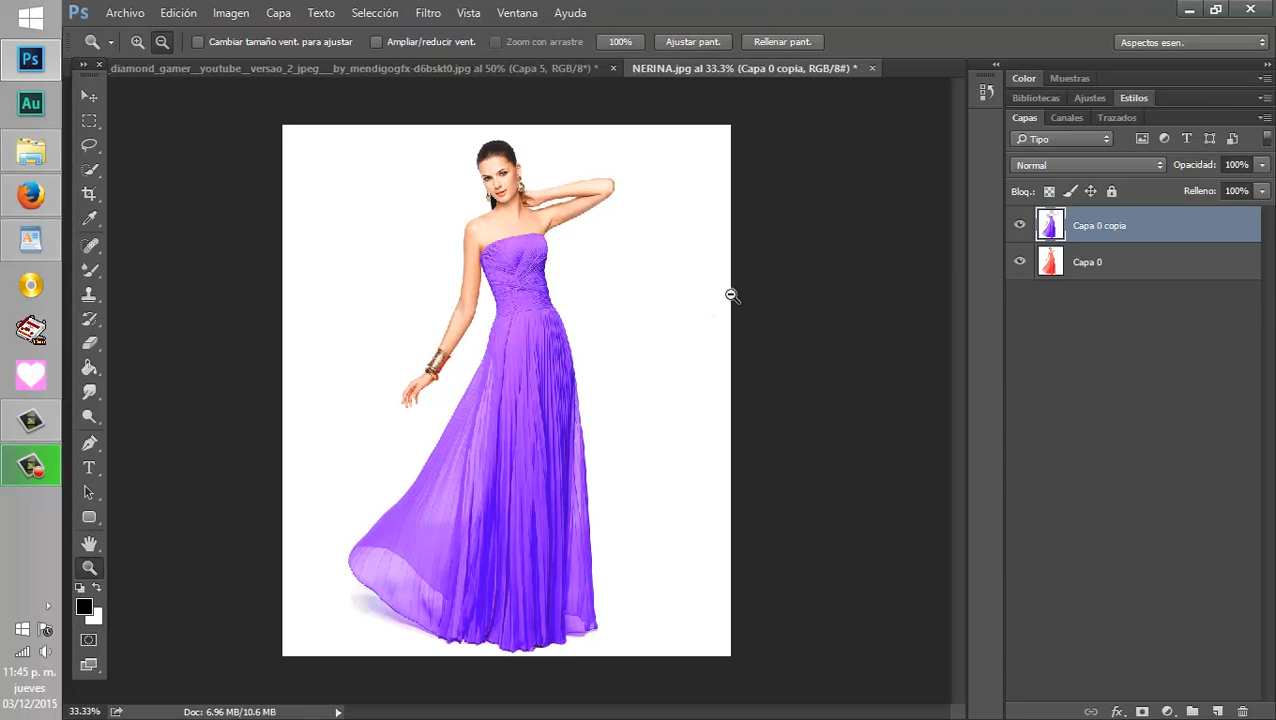 Ps Archivo Edición Imagen Capa Texto Selección Filtro Vista Ventana Ayuda
Cambiar tamaño vent. para ajustar Ampliar/reducir vent. Zoom con arrastre 100% Ajustar pant. Rellenar pant. Aspectos esen.
diamond_gamer__youtube__versao_2_jpeg___by_mendigogfx-d6bskt0.jpg al 50% (Capa 5, RGB/8*) * × NERINA.jpg al 33.3% (Capa 0 copia, RGB/8#) * ×
Ps
Au
Color Muestras
Bibliotecas Ajustes Estilos
Capas Canales Trazados
Tipo
Normal Opacidad: 100%
Bloq.: Relleno: 100%
Capa 0 copia
Capa 0
11:45 p. m.
jueves
03/12/2015
33.33% Doc: 6.96 MB/10.6 MB